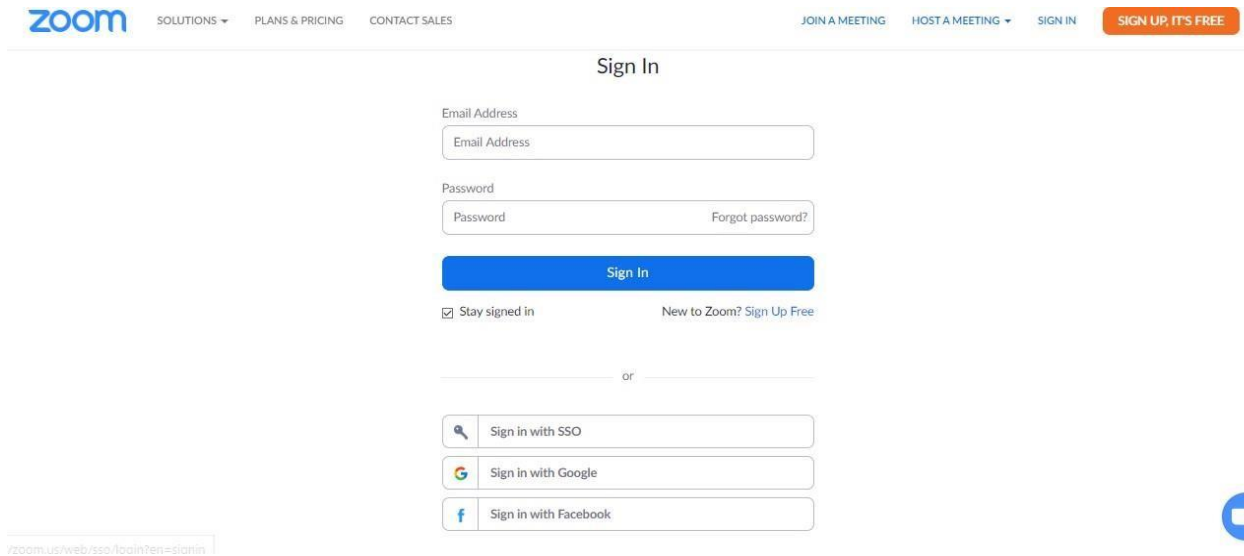 zoom SOLUTIONS PLANS & PRICING CONTACT SALES JOIN A MEETING HOST A MEETING SIGN IN SIGN UP, IT'S FREE
Sign In
Email Address
Email Address
Password
Password Forgot password?
Sign In
Stay signed in New to Zoom? Sign Up Free
or
Sign in with SSO
G Sign in with Google
f Sign in with Facebook
/zoom.us/web/sso/login?en=signin